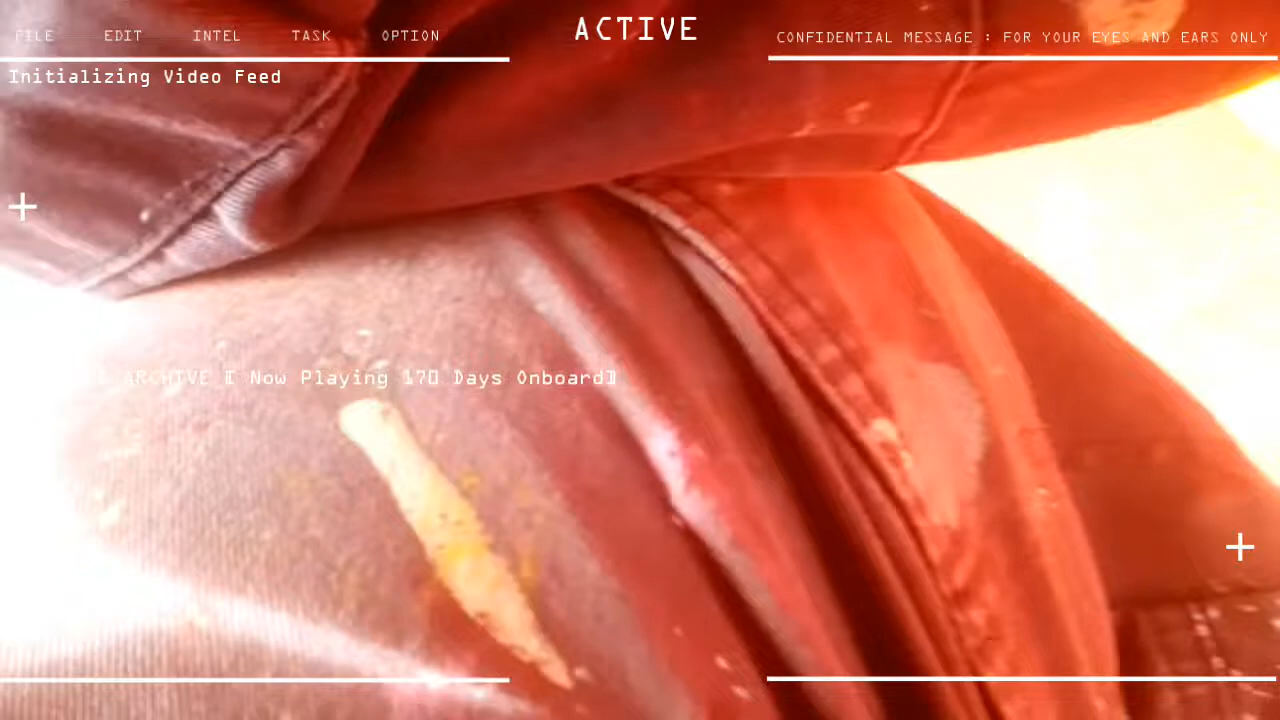 FILE EDIT INTEL TASK OPTION
ACTIVE
CONFIDENTIAL MESSAGE : FOR YOUR EYES AND EARS ONLY
Initializing Video Feed
ARCHIVE 〖 Now Playing 170 Days Onboard〗